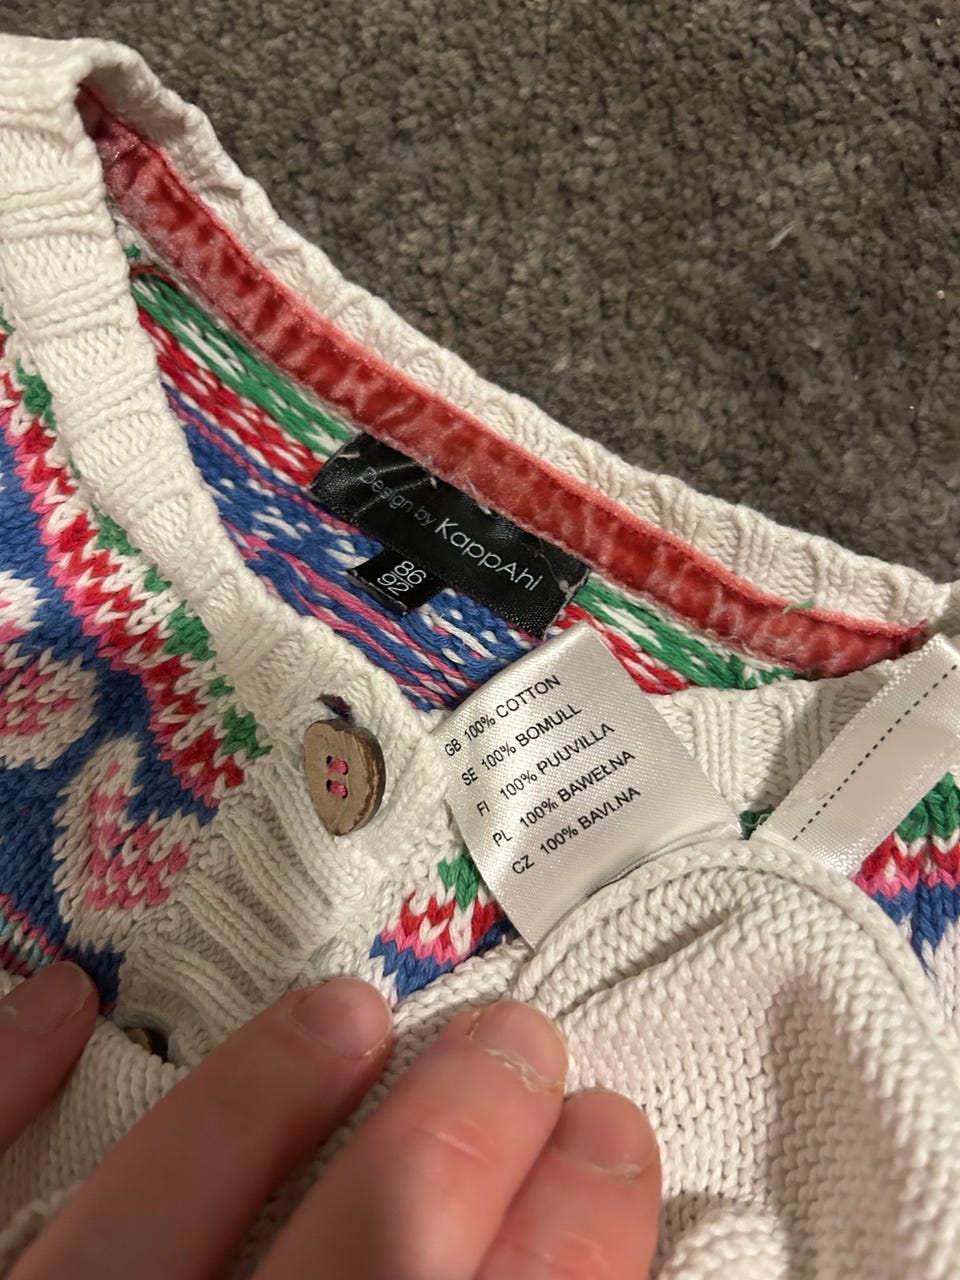 Design by KappAhl
86
92
GB 100% COTTON
SE 100% BOMULL
FI 100% PUUVILLA
PL 100% BAWEŁNA
CZ 100% BAVLNA